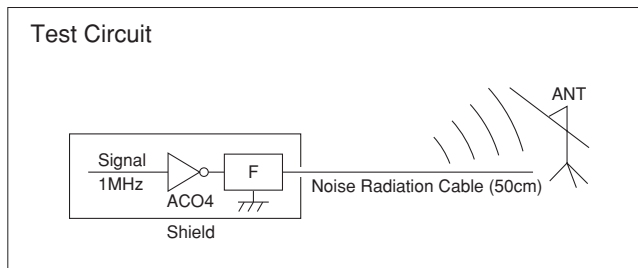 Test Circuit
ANT
Signal
1MHz
F
ACO4
Noise Radiation Cable (50cm)
Shield